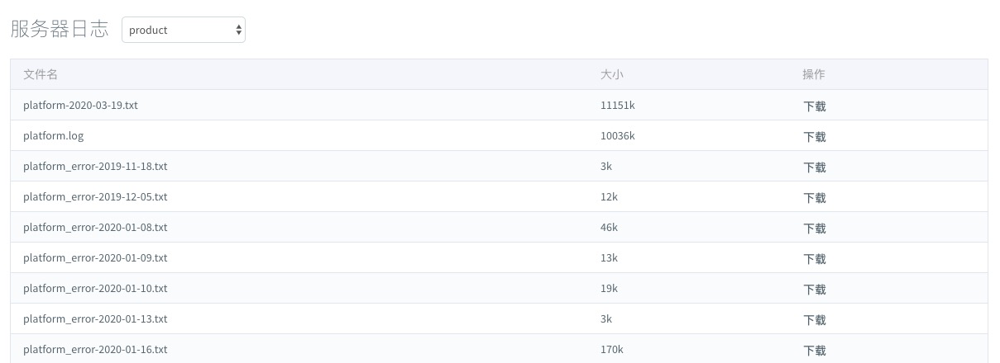 服务器日志 product
文件名 大小 操作
platform-2020-03-19.txt 11151k 下载
platform.log 10036k 下载
platform_error-2019-11-18.txt 3k 下载
platform_error-2019-12-05.txt 12k 下载
platform_error-2020-01-08.txt 46k 下载
platform_error-2020-01-09.txt 13k 下载
platform_error-2020-01-10.txt 19k 下载
platform_error-2020-01-13.txt 3k 下载
platform_error-2020-01-16.txt 170k 下载